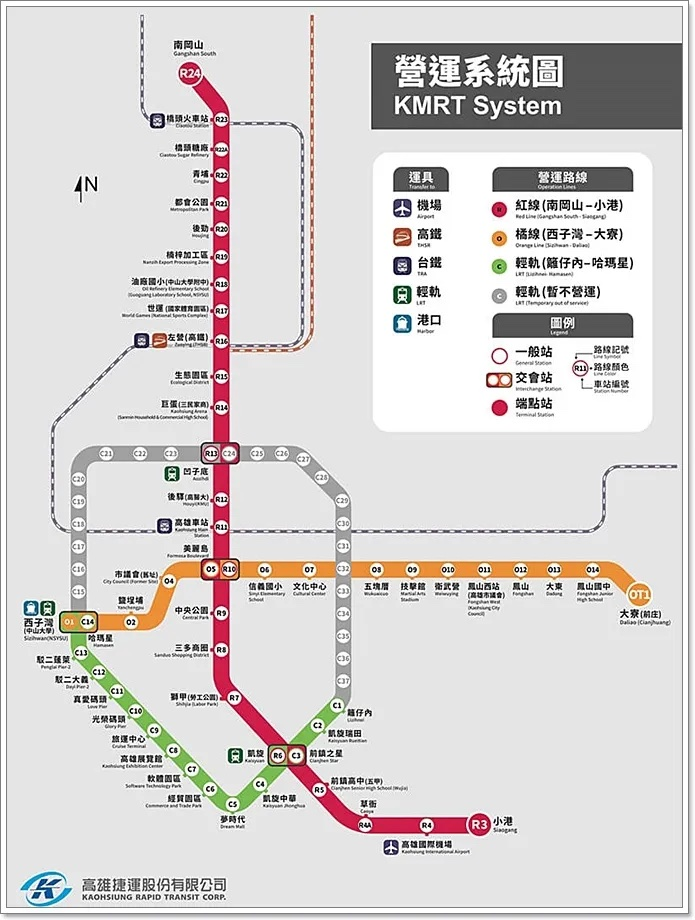 營運系統圖
KMRT System
N
運具
Transfer to
機場
Airport
高鐵
THSR
台鐵
TRA
輕軌
LRT
港口
Harbor
營運路線
Operation Lines
R
紅線(南岡山–小港)
Red Line (Gangshan South - Siaogang)
O
橘線(西子灣–大寮)
Orange Line (Sizihwan - Daliao)
C
輕軌(籬仔內–哈瑪星)
LRT (Lizihnei- Hamasen)
C
輕軌(暫不營運)
LRT (Temporary out of service)
圖例
Legend
一般站
General Station
交會站
Interchange Station
端點站
Terminal Station
R11
路線記號
Line Symbol
路線顏色
Line Color
車站編號
Station Number
南岡山
Gangshan South
R24
橋頭火車站
Ciaotou Station
R23
橋頭糖廠
Ciaotou Sugar Refinery
R22A
青埔
Cingpu
R22
都會公園
Metropolitan Park
R21
後勁
Houjing
R20
楠梓加工區
Nanzih Export Processing Zone
R19
油廠國小(中山大學附中)
Oil Refinery Elementary School
(Guoguang Laboratory School, NSYSU)
R18
世運(國家體育園區)
World Games (National Sports Complex)
R17
左營(高鐵)
Zuoying (THSR)
R16
生態園區
Ecological District
R15
巨蛋(三民家商)
Kaohsiung Arena
(Sanmin Household & Commercial High School)
R14
C21
C22
C23
R13
C24
C25
C26
C27
凹子底
Aozihdi
C20
C28
後驛(高醫大)
Houyi(KMU)
R12
C19
C29
高雄車站
Kaohsiung Main
Station
R11
C18
C30
美麗島
Formosa Boulevard
C17
C31
市議會(舊址)
City Council (Former Site)
O4
O5
R10
O6
信義國小
Sinyi Elementary
School
O7
文化中心
Cultural Center
C32
O8
五塊厝
Wukuaicuo
O9
技擊館
Martial Arts
Stadium
O10
衛武營
Weiwuying
O11
鳳山西站
(高雄市議會)
Fongshan West
(Kaohsiung City
Council)
O12
鳳山
Fongshan
O13
大東
Dadong
O14
鳳山國中
Fongshan Junior
High School
OT1
大寮(前庄)
Daliao (Cianjhuang)
C16
C15
C33
鹽埕埔
Yanchengpu
O2
西子灣
(中山大學)
Sizihwan(NSYSU)
O1
C14
哈瑪星
Hamasen
中央公園
Central Park
R9
C34
C35
三多商圈
Sanduo Shopping District
R8
C36
C37
駁二蓬萊
Penglai Pier-2
C13
駁二大義
Dayi Pier-2
C12
獅甲(勞工公園)
Shihjia (Labor Park)
R7
真愛碼頭
Love Pier
C11
C1
籬仔內
Lizihnei
光榮碼頭
Glory Pier
C10
C2
凱旋瑞田
Kaisyuan Rueitian
旅運中心
Cruise Terminal
C9
凱旋
Kaisyuan
R6
C3
前鎮之星
Cianjhen Star
高雄展覽館
Kaohsiung Exhibition Center
C8
軟體園區
Software Technology Park
C7
C4
凱旋中華
Kaisyuan Jhonghua
R5
前鎮高中(五甲)
Cianjhen Senior High School (Wujia)
經貿園區
Commerce and Trade Park
C6
C5
夢時代
Dream Mall
草衙
Caoya
R4A
R4
高雄國際機場
Kaohsiung International Airport
R3
小港
Siaogang
K
高雄捷運股份有限公司
KAOHSIUNG RAPID TRANSIT CORP.